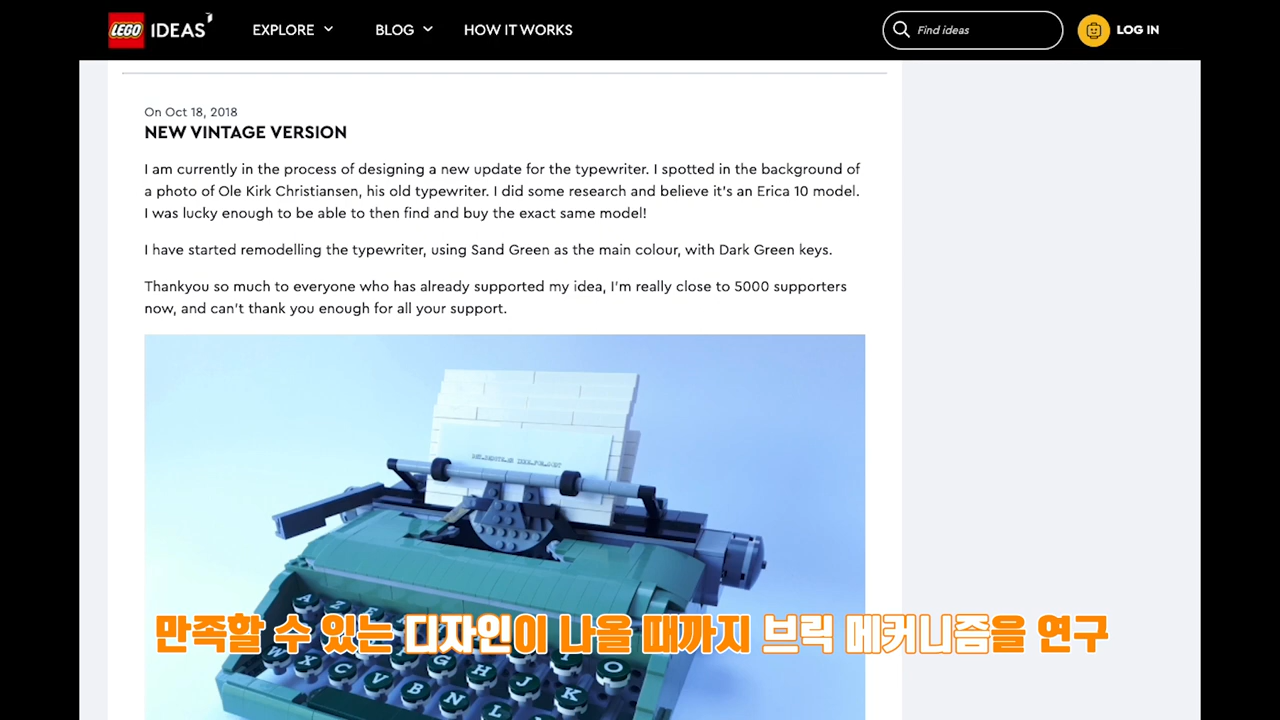 LEGO IDEAS EXPLORE BLOG HOW IT WORKS Find ideas LOG IN
On Oct 18, 2018
NEW VINTAGE VERSION
I am currently in the process of designing a new update for the typewriter. I spotted in the background of
a photo of Ole Kirk Christiansen, his old typewriter. I did some research and believe it's an Erica 10 model.
I was lucky enough to be able to then find and buy the exact same model!
I have started remodelling the typewriter, using Sand Green as the main colour, with Dark Green keys.
Thankyou so much to everyone who has already supported my idea, I'm really close to 5000 supporters
now, and can't thank you enough for all your support.
만족할 수 있는 디자인이 나올 때까지 브릭 메커니즘을 연구
A Z E
O
W X C V B N L
G H J K